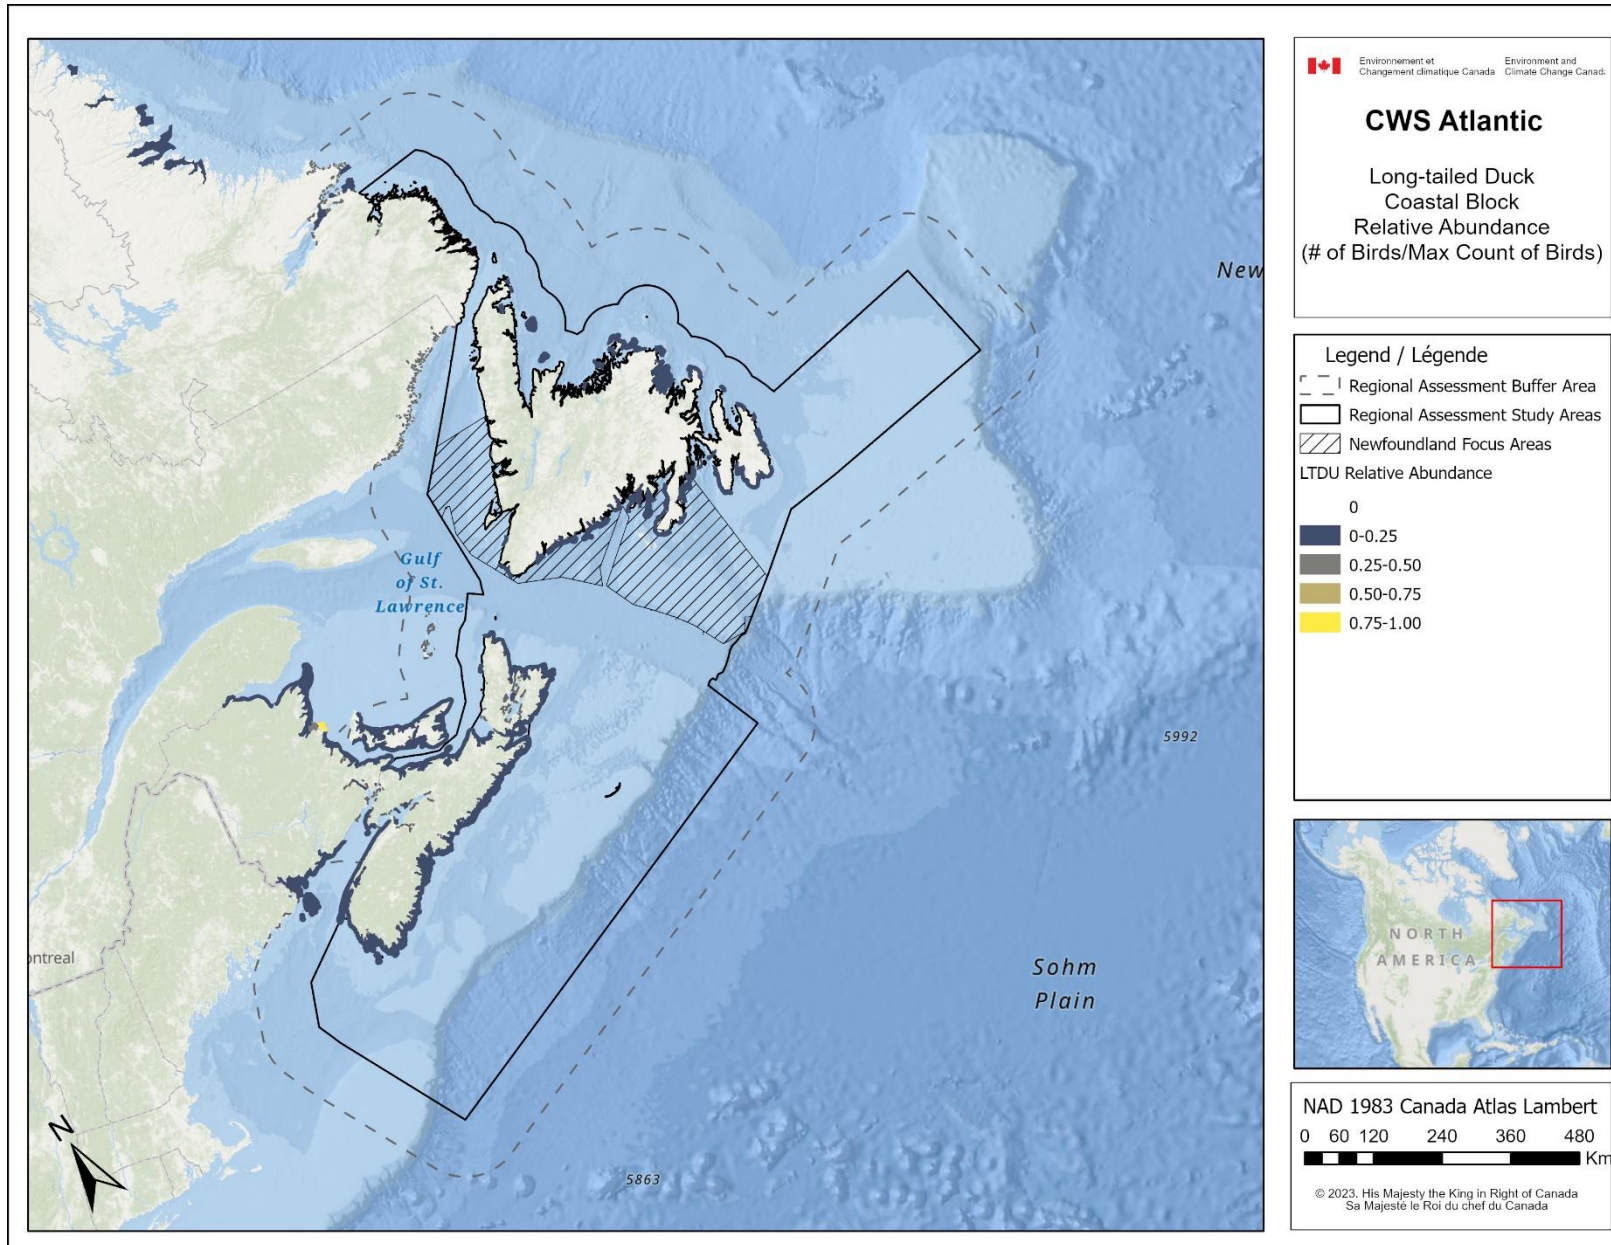 Environnement et
Changement climatique Canada
Environment and
Climate Change Canada
CWS Atlantic
Long-tailed Duck
Coastal Block
Relative Abundance
(# of Birds/Max Count of Birds)
Legend / Légende
Regional Assessment Buffer Area
Regional Assessment Study Areas
Newfoundland Focus Areas
LTDU Relative Abundance
0
0-0.25
0.25-0.50
0.50-0.75
0.75-1.00
New
Gulf
of St.
Lawrence
5992
Sohm
Plain
ontreal
5863
N
NORTH
AMERICA
NAD 1983 Canada Atlas Lambert
0 60 120 240 360 480
Km
© 2023. His Majesty the King in Right of Canada
Sa Majesté le Roi du chef du Canada